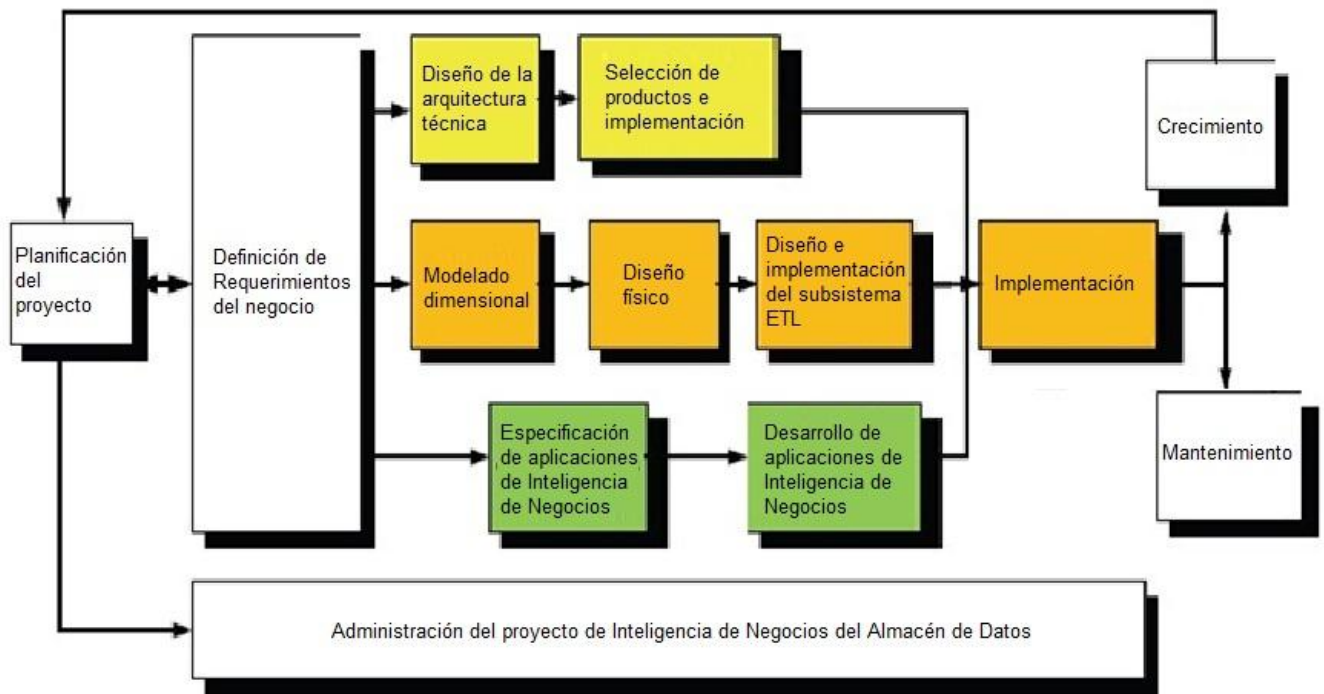 Diseño de la
arquitectura
técnica
Selección de
productos e
implementación
Crecimiento
Planificación
del
proyecto
Definición de
Requerimientos
del negocio
Modelado
dimensional
Diseño
físico
Diseño e
implementación
del subsistema
ETL
Implementación
Especificación
de aplicaciones
de Inteligencia
de Negocios
Desarrollo de
aplicaciones de
Inteligencia de
Negocios
Mantenimiento
Administración del proyecto de Inteligencia de Negocios del Almacén de Datos